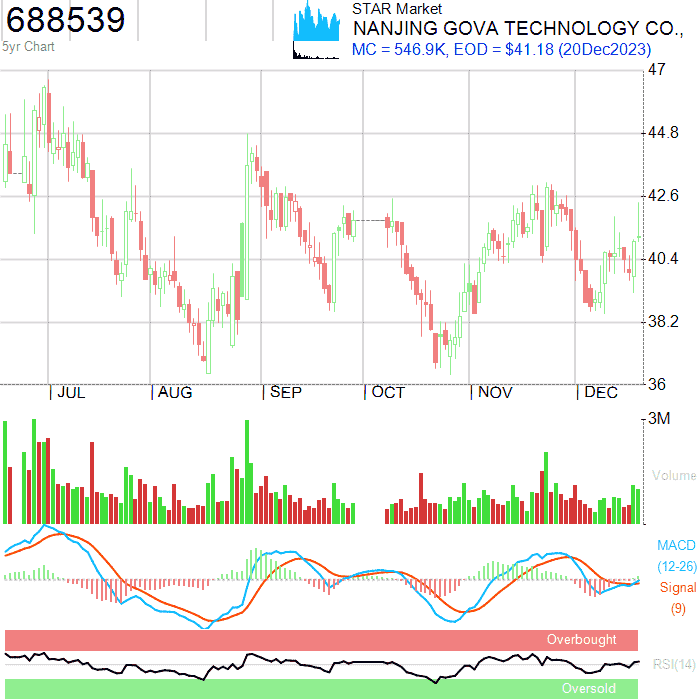 688539
5yr Chart
STAR Market
NANJING GOVA TECHNOLOGY CO.,
MC = 546.9K, EOD = $41.18 (20Dec2023)
47
44.8
42.6
40.4
38.2
36
JUL
AUG
SEP
OCT
NOV
DEC
3M
Volume
MACD
(12-26)
Signal
(9)
Overbought
RSI(14)
Oversold